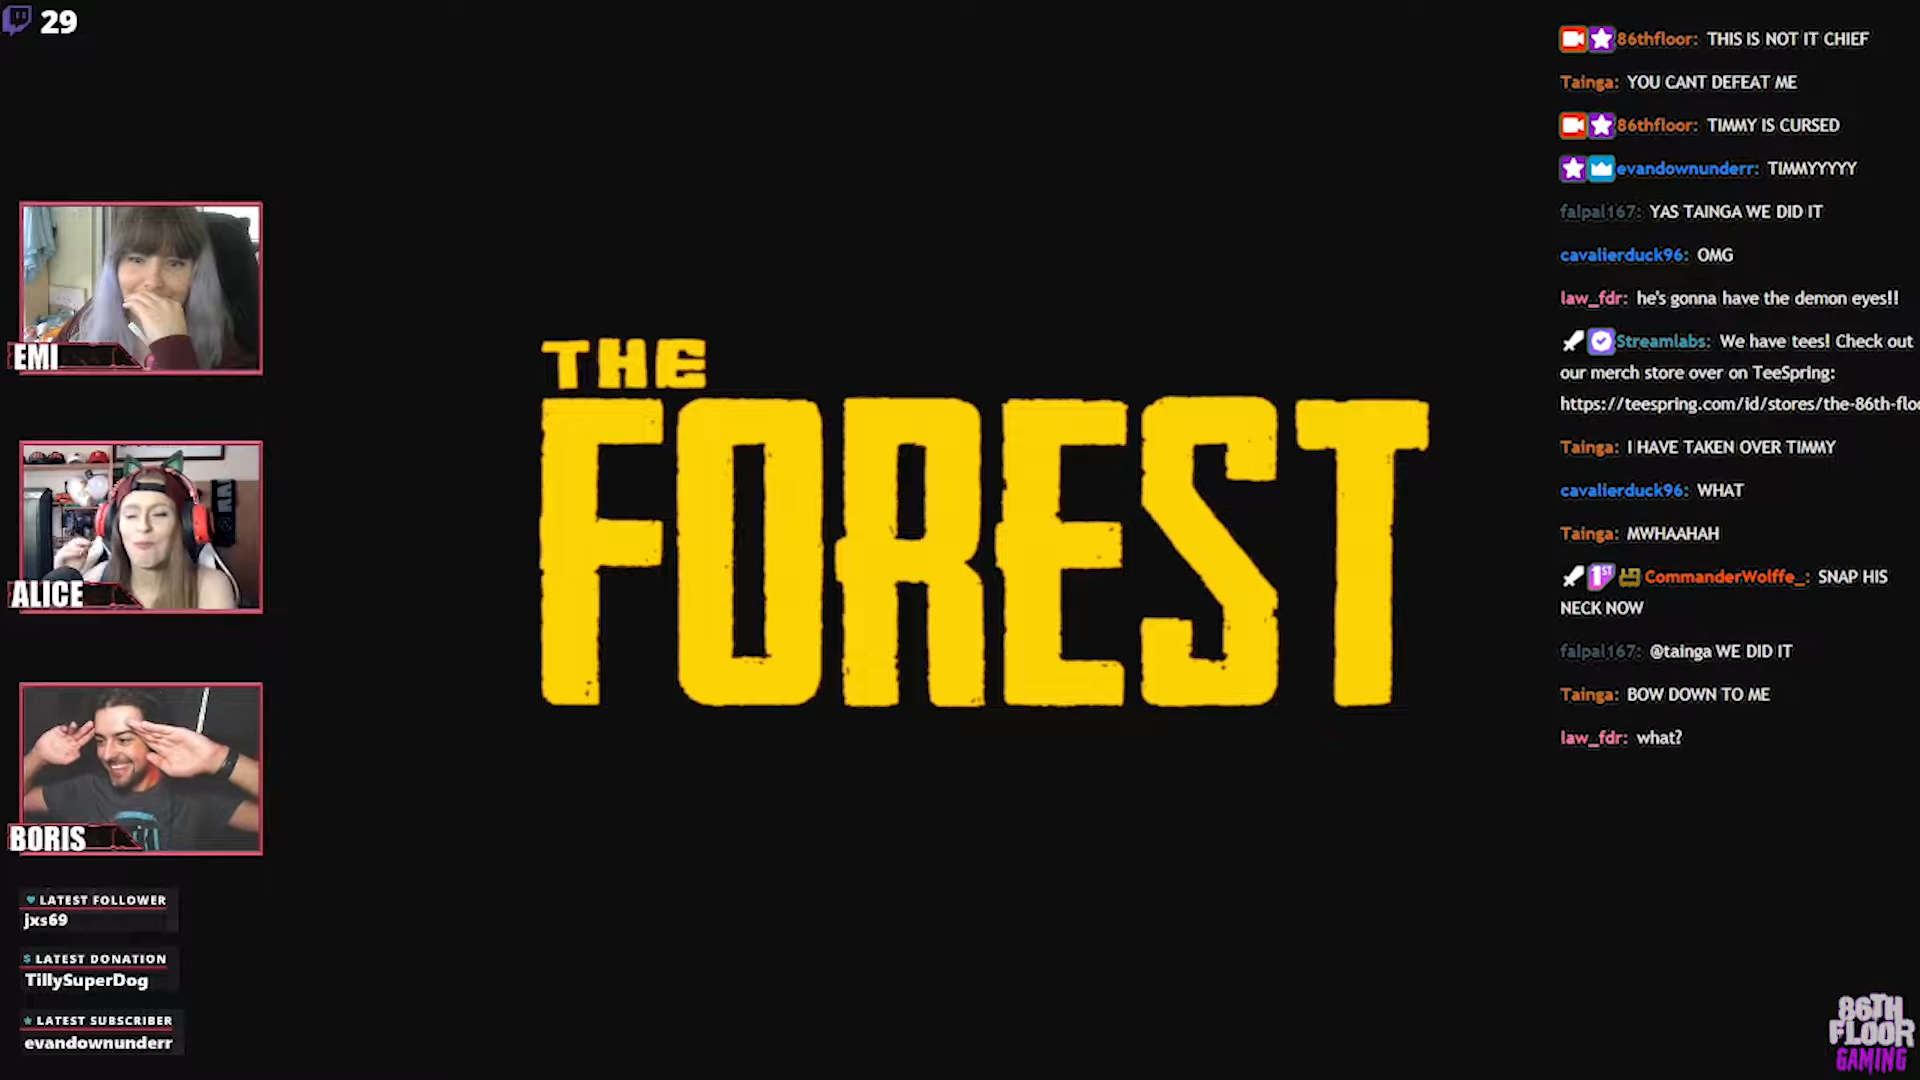 29
EMI
ALICE
BORIS
LATEST FOLLOWER
jxs69
LATEST DONATION
TillySuperDog
LATEST SUBSCRIBER
evandownunderr
THE
FOREST
86thfloor: THIS IS NOT IT CHIEF
Tainga: YOU CANT DEFEAT ME
86thfloor: TIMMY IS CURSED
evandownunderr: TIMMYYYYY
falpal167: YAS TAINGA WE DID IT
cavalierduck96: OMG
law_fdr: he's gonna have the demon eyes!!
Streamlabs: We have tees! Check out
our merch store over on TeeSpring:
https://teespring.com/id/stores/the-86th-floo
Tainga: I HAVE TAKEN OVER TIMMY
cavalierduck96: WHAT
Tainga: MWHAAHAH
1ST CommanderWolffe_: SNAP HIS
NECK NOW
falpal167: @tainga WE DID IT
Tainga: BOW DOWN TO ME
law_fdr: what?
86TH
FLOOR
GAMING